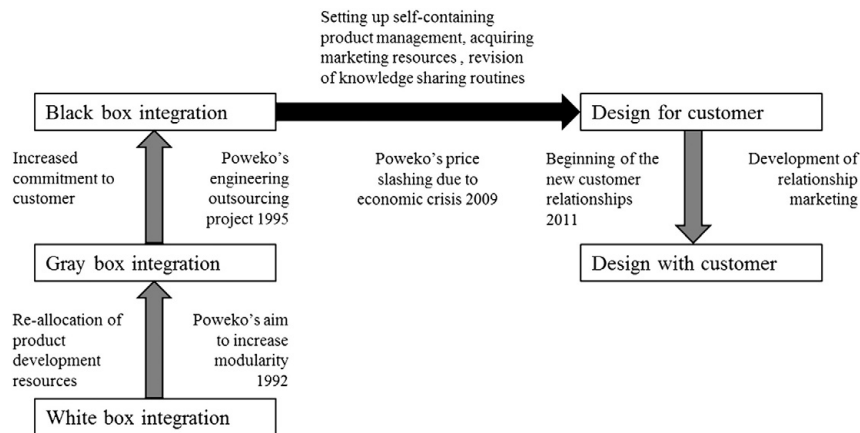 Setting up self-containing
product management, acquiring
marketing resources , revision
of knowledge sharing routines
Black box integration
Design for customer
Increased
commitment to
customer
Poweko's
engineering
outsourcing
project 1995
Poweko's price
slashing due to
economic crisis 2009
Beginning of the
new customer
relationships
2011
Development of
relationship
marketing
Gray box integration
Design with customer
Re-allocation of
product
development
resources
Poweko's aim
to increase
modularity
1992
White box integration